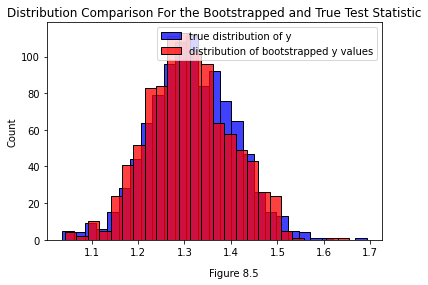 Distribution Comparison For the Bootstrapped and True Test Statistic
true distribution of y
distribution of bootstrapped y values
Count
100
80
60
40
20
0
1.1 1.2 1.3 1.4 1.5 1.6 1.7
Figure 8.5